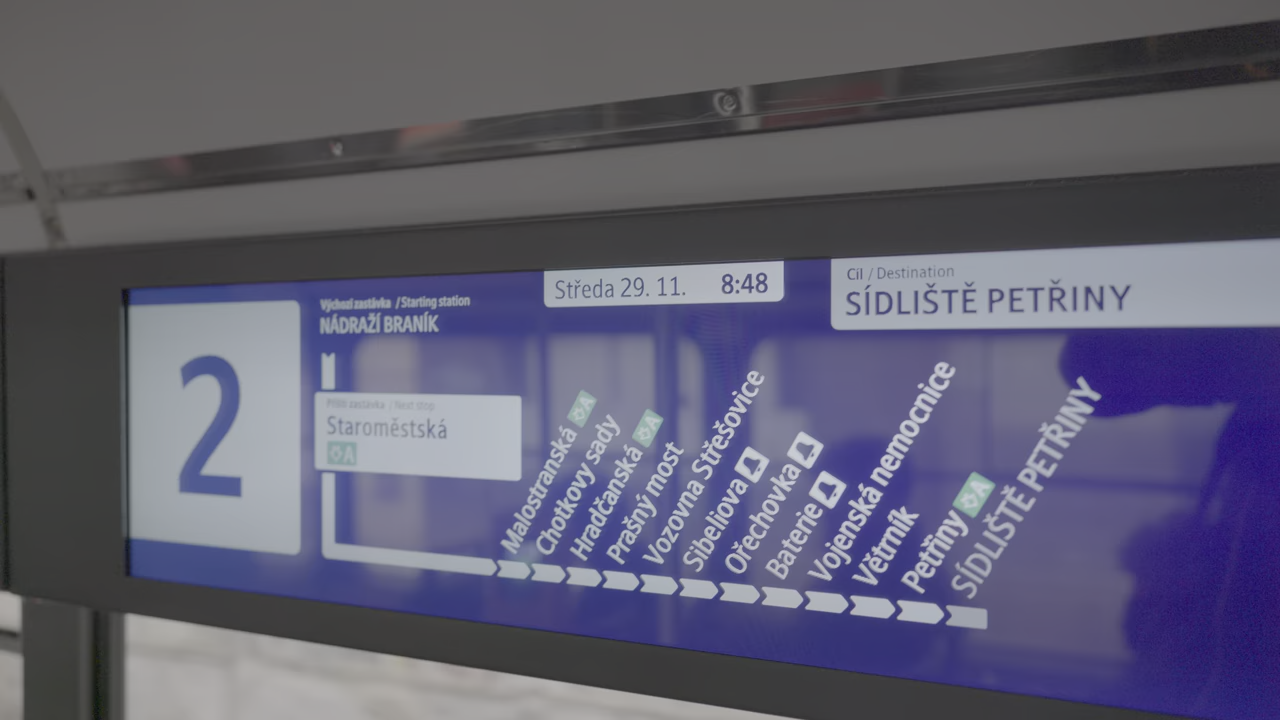 2
Výchozí zastávka / Starting station
NÁDRAŽÍ BRANÍK
Středa 29. 11. 8:48
Cíl / Destination
SÍDLIŠTĚ PETŘINY
Příští zastávka / Next stop
Staroměstská
A
Malostranská A
Chotkovy sady
Hradčanská A
Prašný most
Vozovna Střešovice
Sibeliova
Ořechovka
Baterie
Vojenská nemocnice
Větrník
Petřiny A
SÍDLIŠTĚ PETŘINY